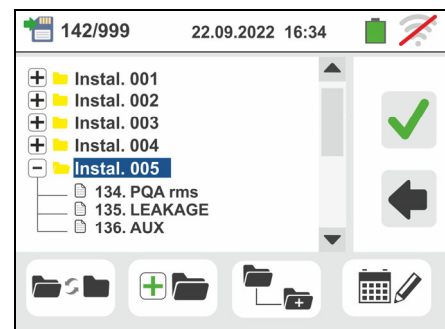 142/999 22.09.2022 16:34
Instal. 001
Instal. 002
Instal. 003
Instal. 004
Instal. 005
134. PQA rms
135. LEAKAGE
136. AUX